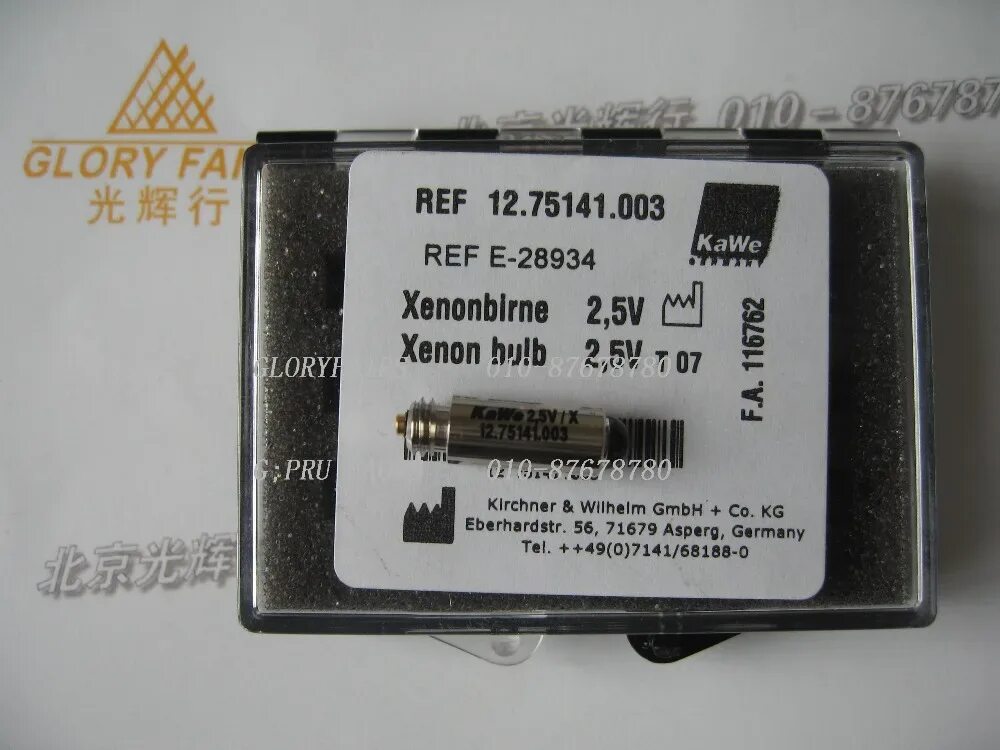 北京光辉行 010-8767878
GLORY FA
光辉行
REF 12.75141.003
KaWe
GERMANY
REF E-28934
Xenonbirne 2,5V
Xenon bulb 2,5V T 07
F.A. 116762
GLORYF 010-87678780
KaWe 2,5V/X
12.75141.003
G:PRU 010-87678780
Kirchner & Wilhelm GmbH + Co. KG
Eberhardstr. 56, 71679 Asperg, Germany
Tel. ++49(0)7141/68188-0
北京光辉